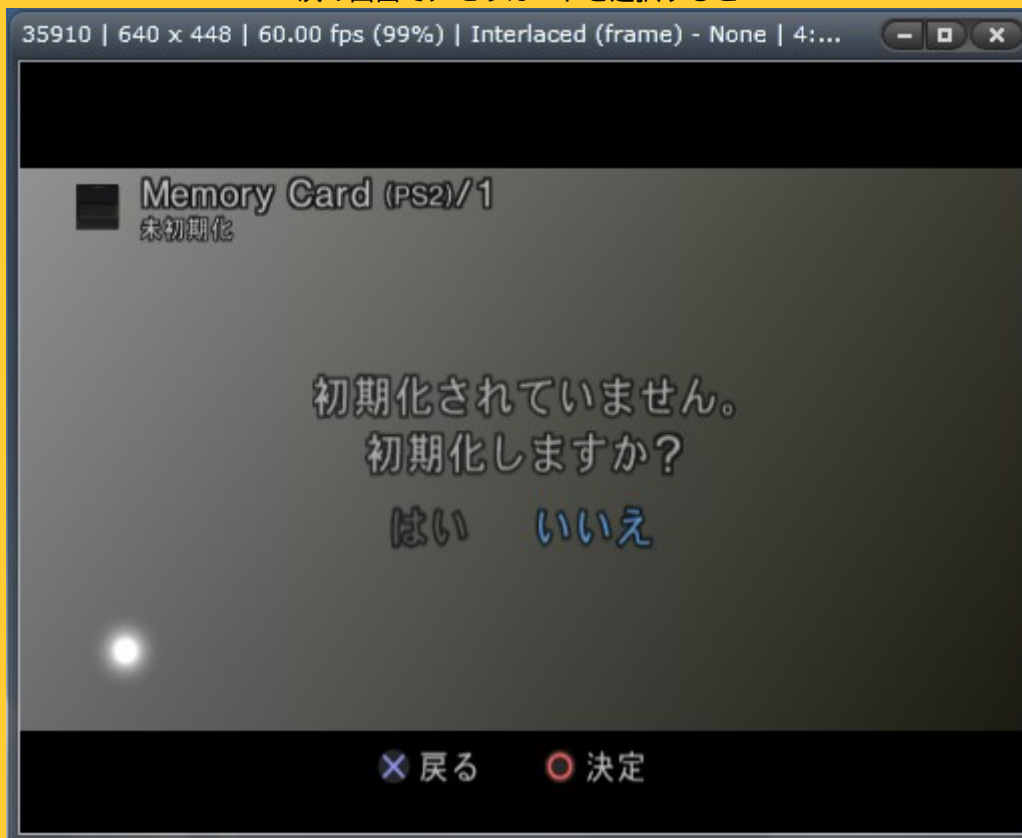 35910 | 640 x 448 | 60.00 fps (99%) | Interlaced (frame) - None | 4:...
Memory Card (PS2)/1
未初期化
初期化されていません。
初期化しますか?
はい いいえ
戻る 決定